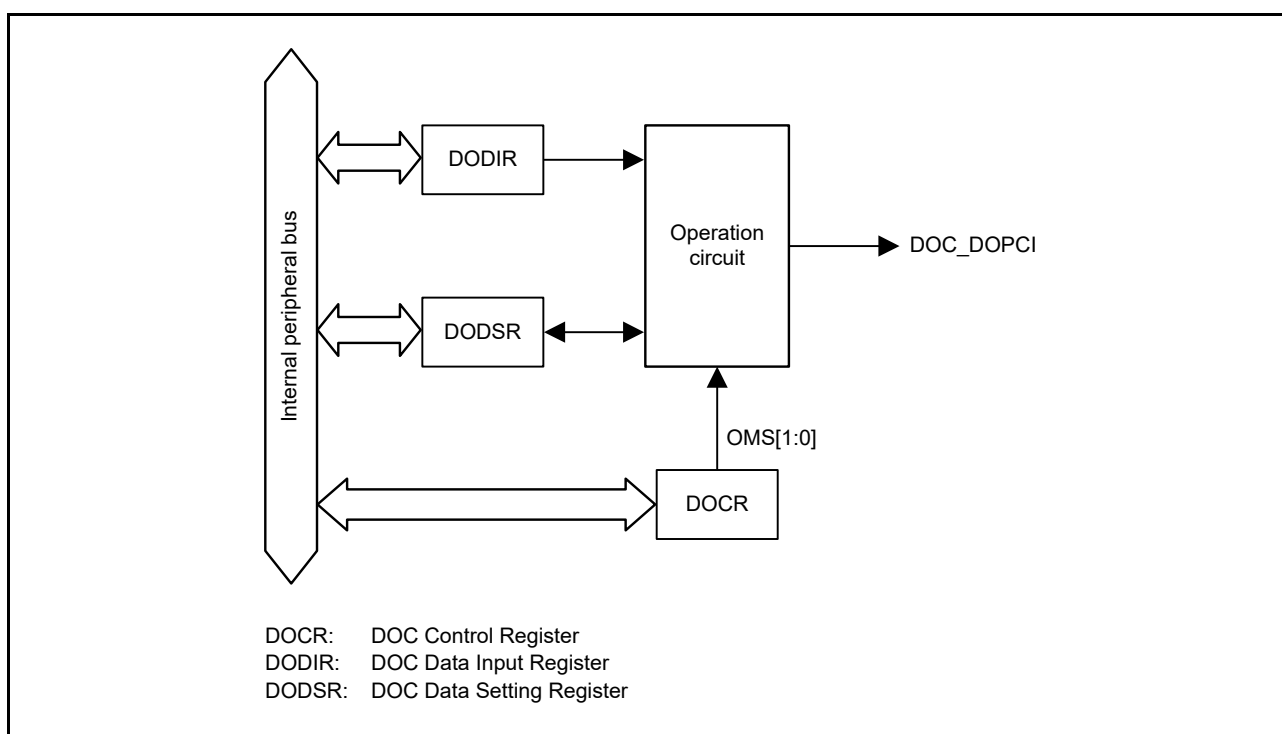 Internal peripheral bus
DODIR
Operation
circuit
DOC_DOPCI
DODSR
OMS[1:0]
DOCR
DOCR: DOC Control Register
DODIR: DOC Data Input Register
DODSR: DOC Data Setting Register